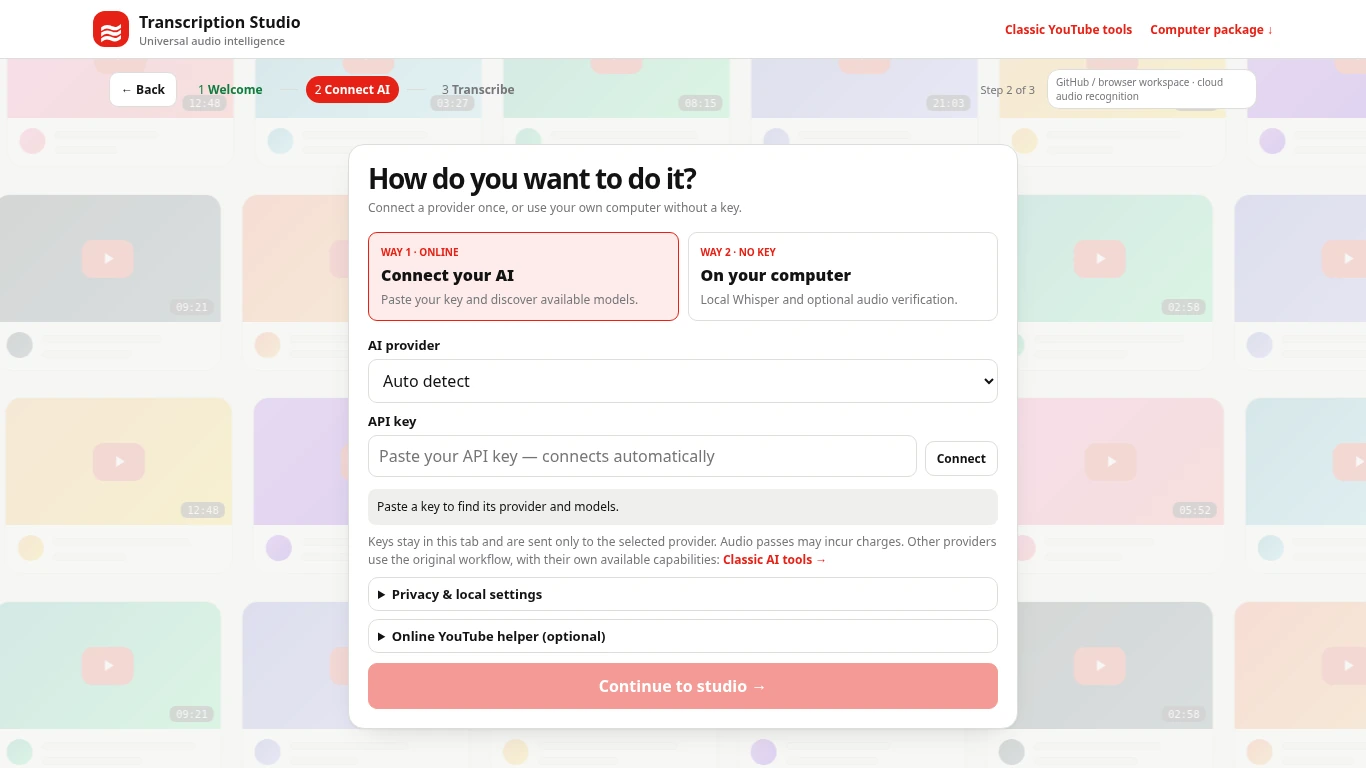 Transcription Studio
Universal audio intelligence
Classic YouTube tools
Computer package ↓
← Back
1 Welcome
2 Connect AI
3 Transcribe
Step 2 of 3
GitHub / browser workspace · cloud
audio recognition
12:48
03:27
08:15
21:03
How do you want to do it?
Connect a provider once, or use your own computer without a key.
WAY 1 · ONLINE
Connect your AI
Paste your key and discover available models.
WAY 2 · NO KEY
On your computer
Local Whisper and optional audio verification.
09:21
02:58
AI provider
Auto detect
API key
Paste your API key — connects automatically
Connect
12:48
05:52
Paste a key to find its provider and models.
Keys stay in this tab and are sent only to the selected provider. Audio passes may incur charges. Other providers
use the original workflow, with their own available capabilities: Classic AI tools →
▶ Privacy & local settings
▶ Online YouTube helper (optional)
Continue to studio →
09:21
02:58